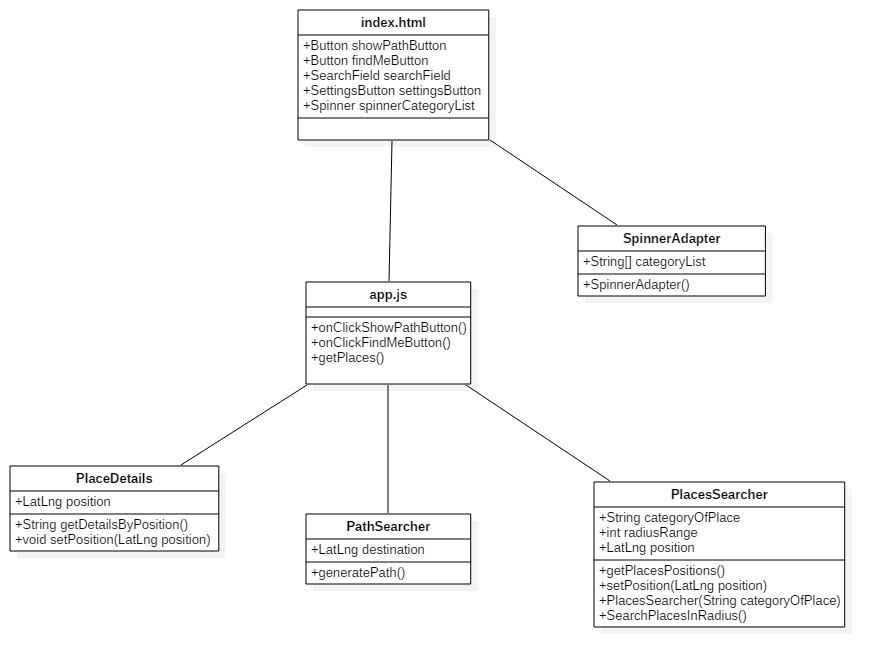 index.html
+Button showPathButton
+Button findMeButton
+SearchField searchField
+SettingsButton settingsButton
+Spinner spinnerCategoryList
SpinnerAdapter
+String[] categoryList
+SpinnerAdapter()
app.js
+onClickShowPathButton()
+onClickFindMeButton()
+getPlaces()
PlaceDetails
+LatLng position
+String getDetailsByPosition()
+void setPosition(LatLng position)
PathSearcher
+LatLng destination
+generatePath()
PlacesSearcher
+String categoryOfPlace
+int radiusRange
+LatLng position
+getPlacesPositions()
+setPosition(LatLng position)
+PlacesSearcher(String categoryOfPlace)
+SearchPlacesInRadius()